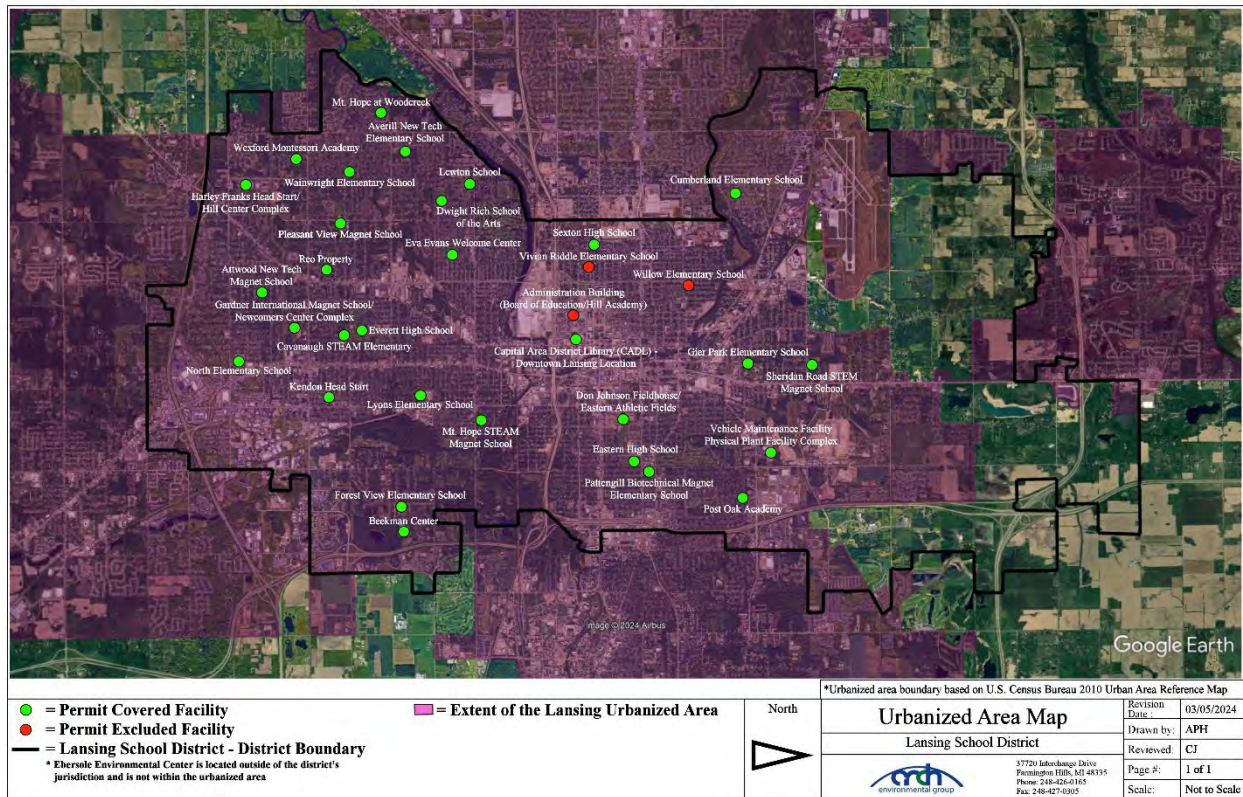 Mt. Hope at Woodcreek
Averill New Tech
Elementary School
Wexford Montessori Academy
Wainwright Elementary School
Lewton School
Cumberland Elementary School
Harley Franks Head Start/
Hill Center Complex
Dwight Rich School
of the Arts
Pleasant View Magnet School
Sexton High School
Eva Evans Welcome Center
Vivian Riddle Elementary School
Reo Property
Willow Elementary School
Attwood New Tech
Magnet School
Administration Building
(Board of Education/Hill Academy)
Gardner International Magnet School/
Newcomers Center Complex
Everett High School
Cavanaugh STEAM Elementary
Capital Area District Library (CADL) -
Downtown Lansing Location
Gier Park Elementary School
North Elementary School
Sheridan Road STEM
Magnet School
Kendon Head Start
Lyons Elementary School
Don Johnson Fieldhouse/
Eastern Athletic Fields
Mt. Hope STEAM
Magnet School
Vehicle Maintenance Facility
Physical Plant Facility Complex
Eastern High School
Pattengill Biotechnical Magnet
Elementary School
Forest View Elementary School
Post Oak Academy
Beekman Center
Image © 2024 Airbus
Google Earth
*Urbanized area boundary based on U.S. Census Bureau 2010 Urban Area Reference Map
= Permit Covered Facility
= Permit Excluded Facility
= Lansing School District - District Boundary
* Ebersole Environmental Center is located outside of the district's
jurisdiction and is not within the urbanized area
= Extent of the Lansing Urbanized Area
North
Urbanized Area Map
Lansing School District
arch
environmental group
37720 Interchange Drive
Farmington Hills, MI 48335
Phone: 248-426-0165
Fax: 248-427-0305
Revision
Date : 03/05/2024
Drawn by: APH
Reviewed: CJ
Page #: 1 of 1
Scale: Not to Scale